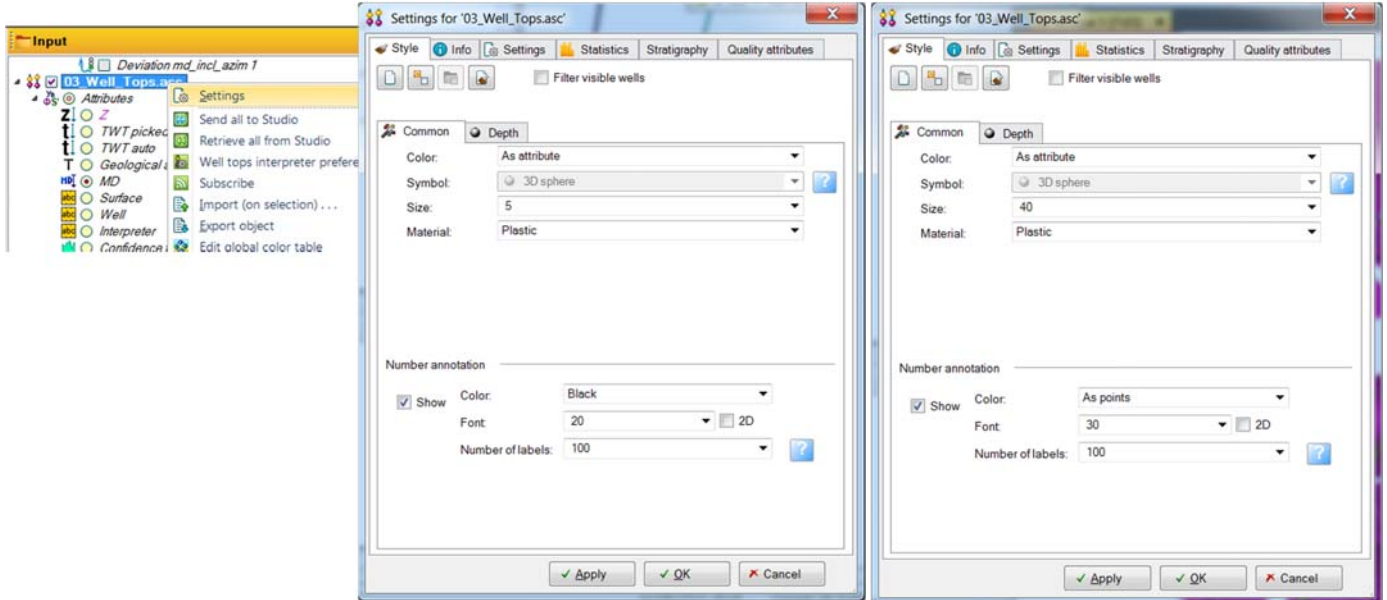 Input
Deviation md_incl_azim 1
03_Well_Tops.asc
Attributes
Z
TWT picked
TWT auto
Geological a
MD
Surface
Well
Interpreter
Confidence
Settings
Send all to Studio
Retrieve all from Studio
Well tops interpreter prefere
Subscribe
Import (on selection) . . .
Export object
Edit global color table
Settings for '03_Well_Tops.asc'
Style Info Settings Statistics Stratigraphy Quality attributes
Filter visible wells
Common Depth
Color: As attribute
Symbol: 3D sphere
Size: 5
Material: Plastic
Number annotation
Show
Color: Black
Font 20 2D
Number of labels: 100
Apply OK Cancel
Settings for '03_Well_Tops.asc'
Style Info Settings Statistics Stratigraphy Quality attributes
Filter visible wells
Common Depth
Color: As attribute
Symbol: 3D sphere
Size: 40
Material: Plastic
Number annotation
Show
Color: As points
Font 30 2D
Number of labels: 100
Apply OK Cancel